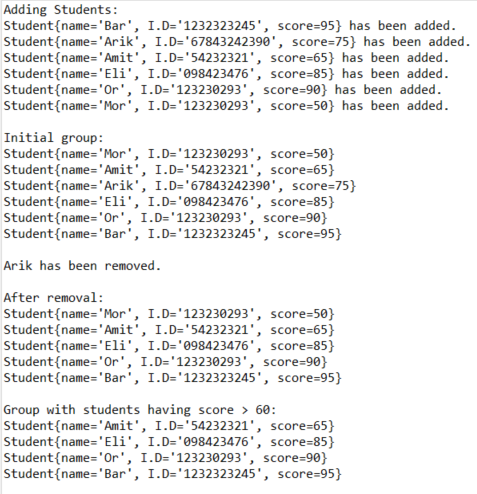 Adding Students:
Student{name='Bar', I.D='1232323245', score=95} has been added.
Student{name='Arik', I.D='67843242390', score=75} has been added.
Student{name='Amit', I.D='54232321', score=65} has been added.
Student{name='Eli', I.D='098423476', score=85} has been added.
Student{name='Or', I.D='123230293', score=90} has been added.
Student{name='Mor', I.D='123230293', score=50} has been added.
Initial group:
Student{name='Mor', I.D='123230293', score=50}
Student{name='Amit', I.D='54232321', score=65}
Student{name='Arik', I.D='67843242390', score=75}
Student{name='Eli', I.D='098423476', score=85}
Student{name='Or', I.D='123230293', score=90}
Student{name='Bar', I.D='1232323245', score=95}
Arik has been removed.
After removal:
Student{name='Mor', I.D='123230293', score=50}
Student{name='Amit', I.D='54232321', score=65}
Student{name='Eli', I.D='098423476', score=85}
Student{name='Or', I.D='123230293', score=90}
Student{name='Bar', I.D='1232323245', score=95}
Group with students having score > 60:
Student{name='Amit', I.D='54232321', score=65}
Student{name='Eli', I.D='098423476', score=85}
Student{name='Or', I.D='123230293', score=90}
Student{name='Bar', I.D='1232323245', score=95}